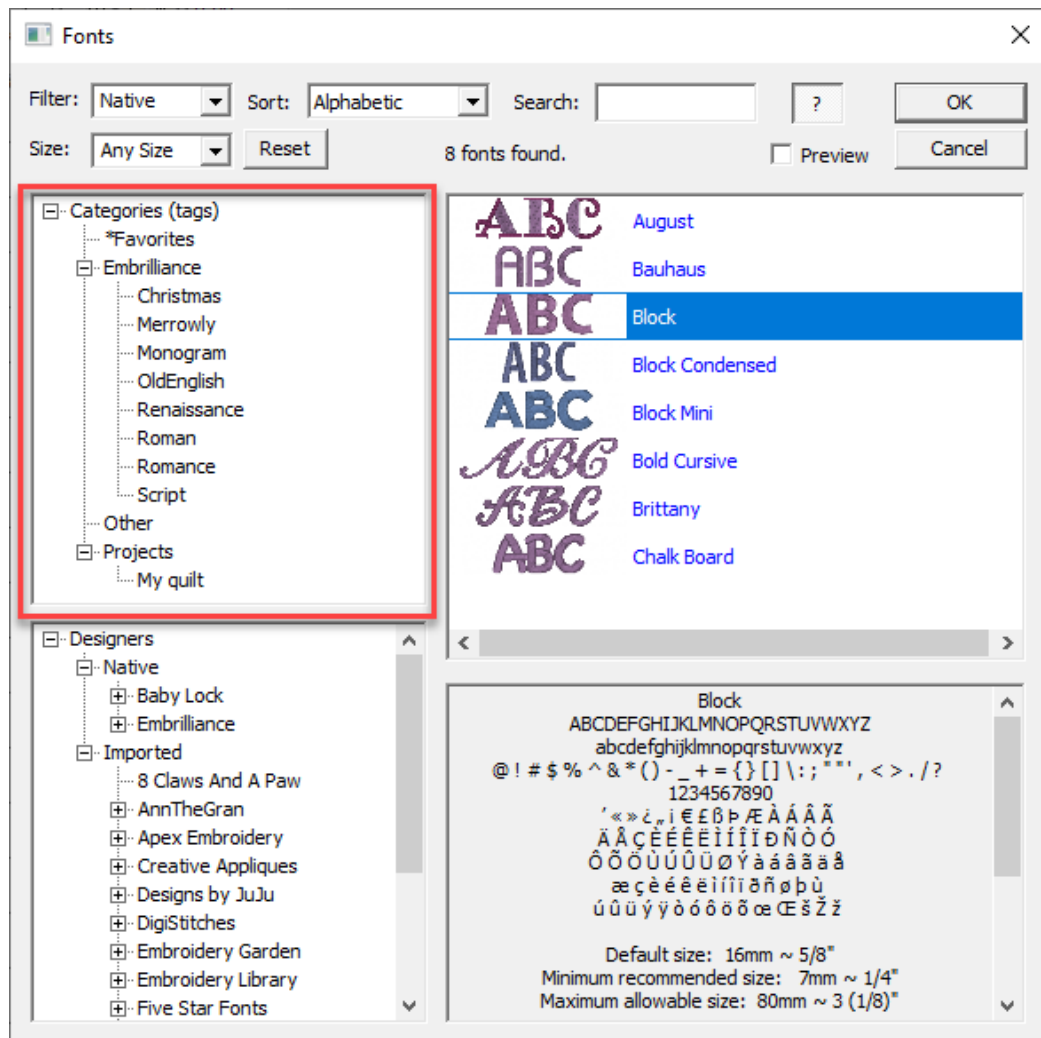 Fonts
Filter: Native Sort: Alphabetic Search: ? OK
Size: Any Size Reset 8 fonts found. Preview Cancel
Categories (tags)
*Favorites
Embrilliance
Christmas
Merrowly
Monogram
OldEnglish
Renaissance
Roman
Romance
Script
Other
Projects
My quilt
Designers
Native
Baby Lock
Embrilliance
Imported
8 Claws And A Paw
AnnTheGran
Apex Embroidery
Creative Appliques
Designs by JuJu
DigiStitches
Embroidery Garden
Embroidery Library
Five Star Fonts
ABC August
ABC Bauhaus
ABC Block
ABC Block Condensed
ABC Block Mini
ABC Bold Cursive
ABC Brittany
ABC Chalk Board
Block
ABCDEFGHIJKLMNOPQRSTUVWXYZ
abcdefghijklmnopqrstuvwxyz
@ ! # $ % ^ & * ( ) - _ + = { } [ ] \ : ; " " ' , < > . / ?
1234567890
´ « » ¿ „ ¡ € £ ß Þ Æ À Á Â Ã
Ä Å Ç È É Ê Ë Ì Í Î Ï Ð Ñ Ò Ó
Ô Õ Ö Ù Ú Û Ü Ø Ý à á â ã ä å
æ ç è é ê ë ì í î ï ð ñ ø þ ù
ú û ü ý ÿ ò ó ô ö õ œ Œ š Ž ž
Default size: 16mm ~ 5/8"
Minimum recommended size: 7mm ~ 1/4"
Maximum allowable size: 80mm ~ 3 (1/8)"